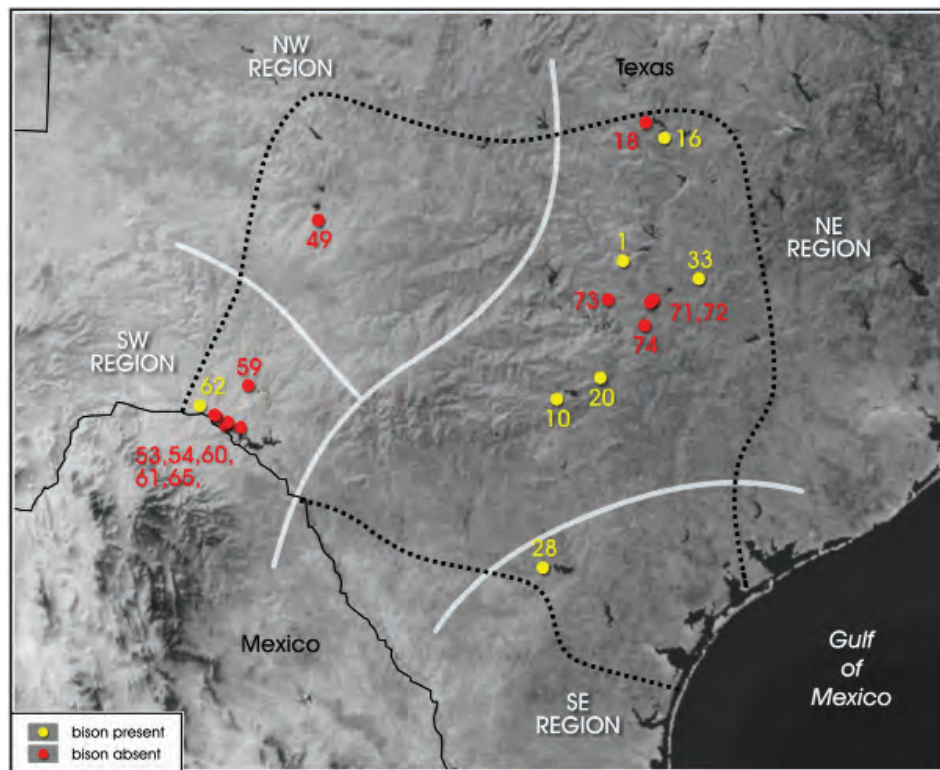 NW
REGION
Texas
18
16
49
1
33
NE
REGION
73
71,72
74
SW
REGION
59
62
20
10
53,54,60,
61,65,
28
Mexico
Gulf
of
Mexico
SE
REGION
bison present
bison absent